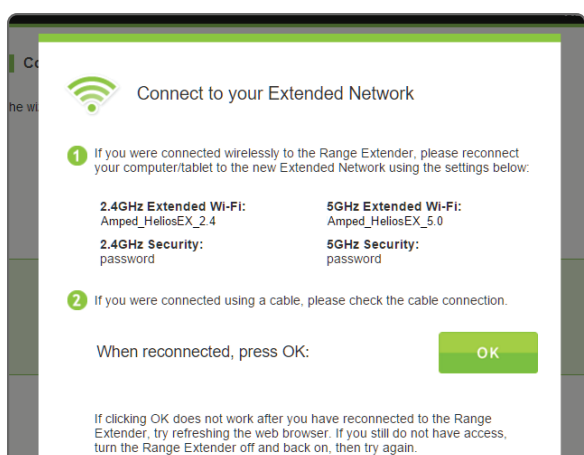 Co
he wi
Connect to your Extended Network
1 If you were connected wirelessly to the Range Extender, please reconnect
your computer/tablet to the new Extended Network using the settings below:
2.4GHz Extended Wi-Fi: 5GHz Extended Wi-Fi:
Amped_HeliosEX_2.4 Amped_HeliosEX_5.0
2.4GHz Security: 5GHz Security:
password password
2 If you were connected using a cable, please check the cable connection.
When reconnected, press OK: OK
If clicking OK does not work after you have reconnected to the Range
Extender, try refreshing the web browser. If you still do not have access,
turn the Range Extender off and back on, then try again.